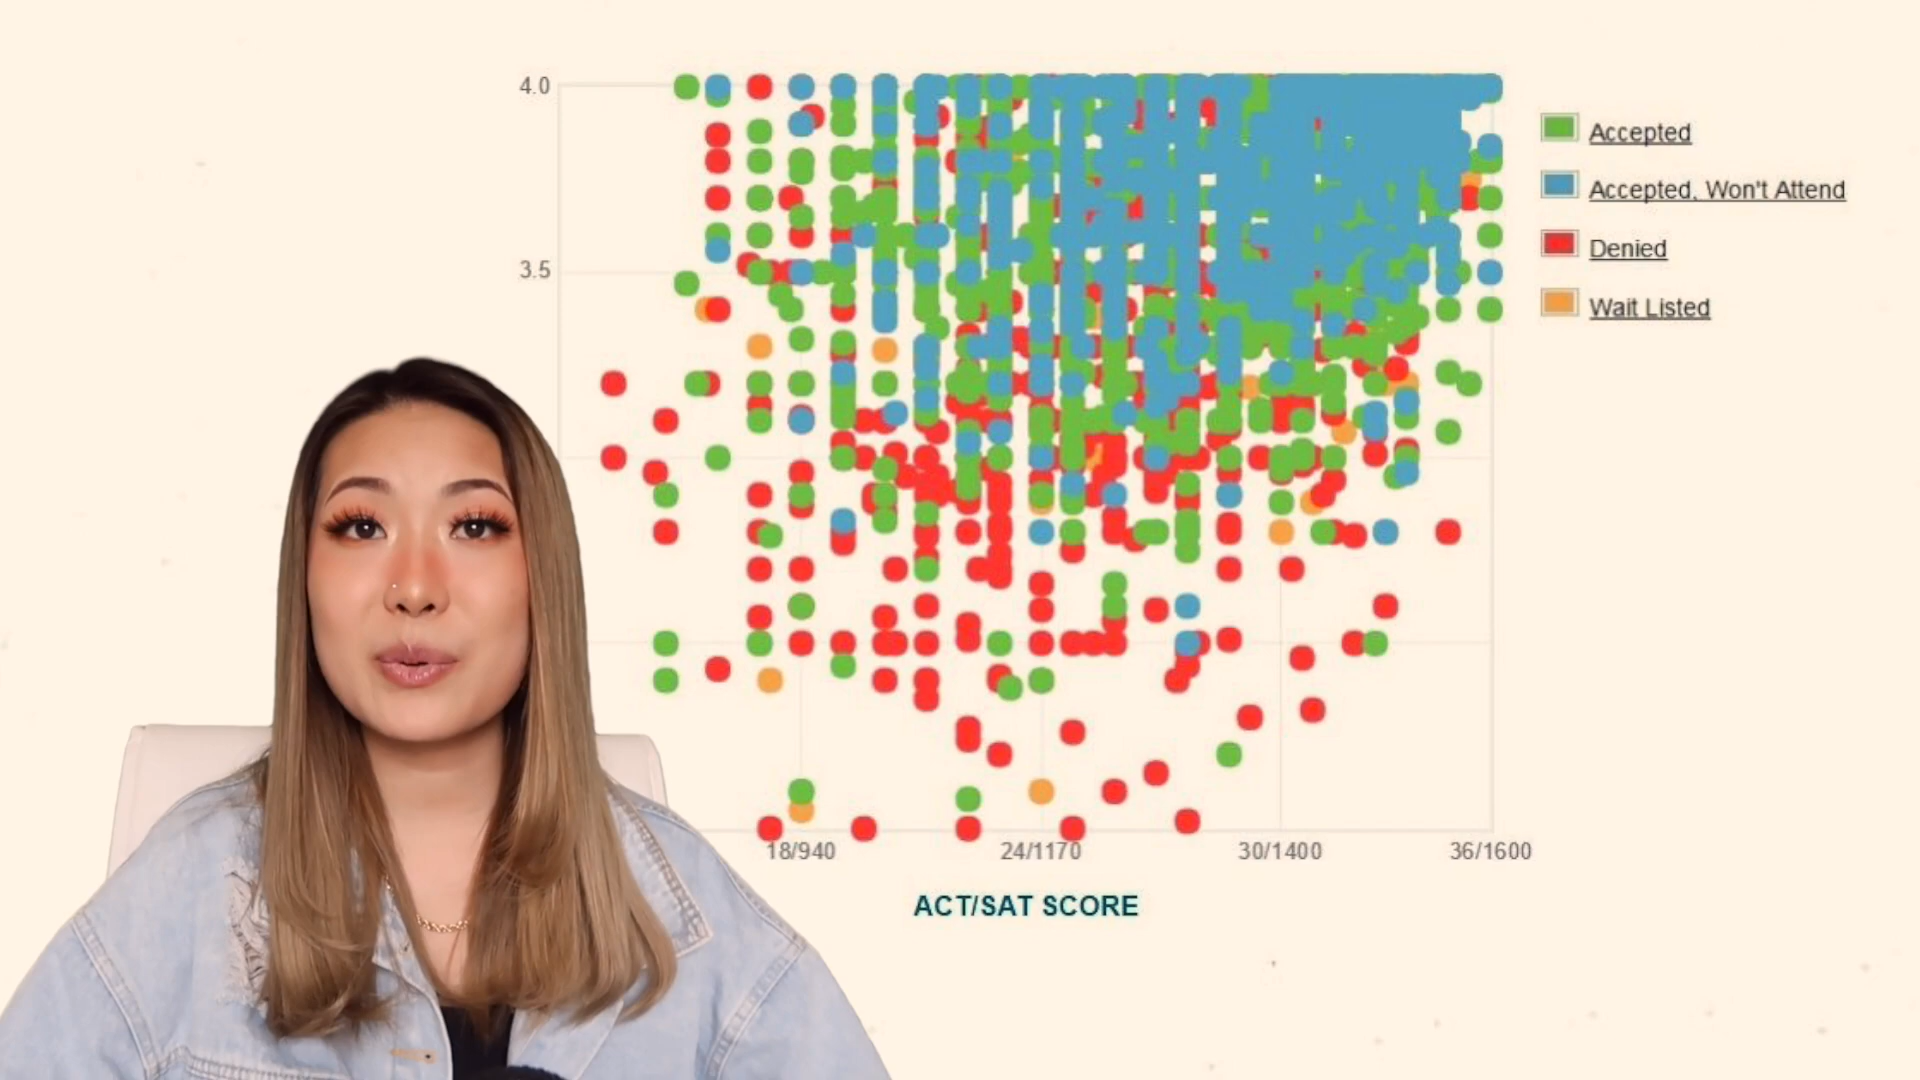 4.0
3.5
Accepted
Accepted, Won't Attend
Denied
Wait Listed
18/940
24/1170
30/1400
36/1600
ACT/SAT SCORE